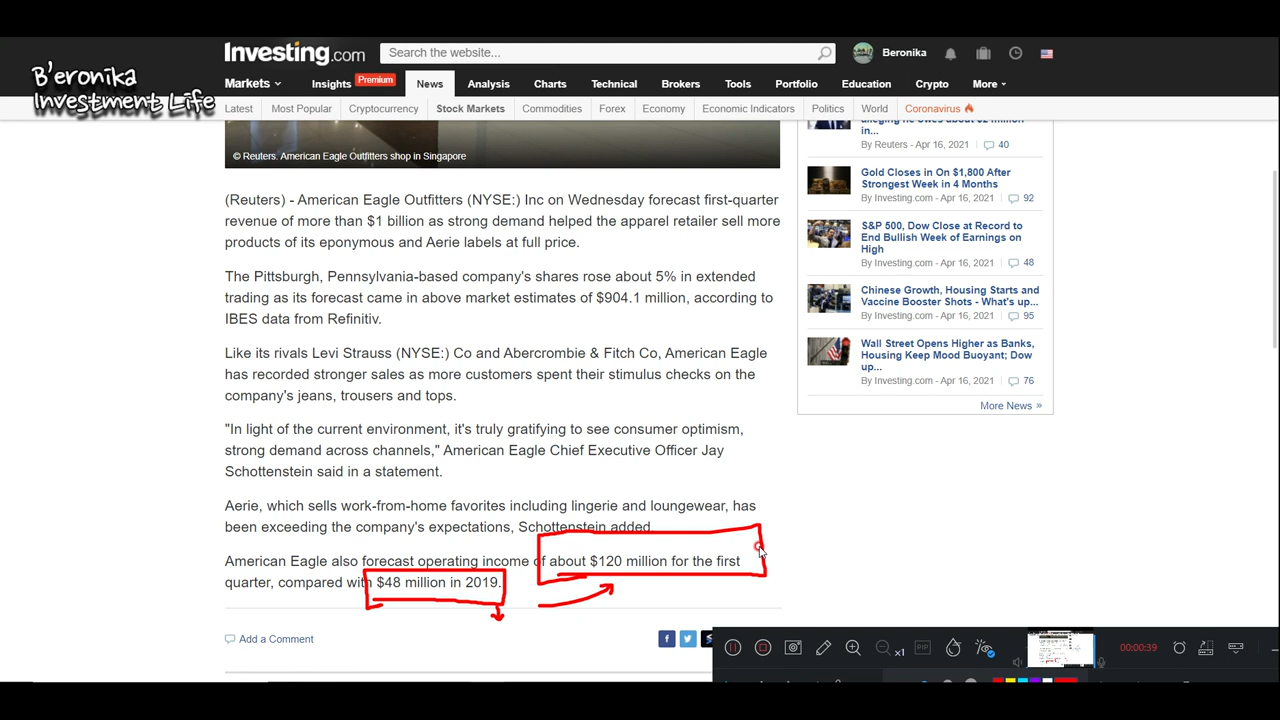 Investing.com
Search the website...
Beronika
B'eronika
Investment Life
Markets
Insights
Premium
News
Analysis
Charts
Technical
Brokers
Tools
Portfolio
Education
Crypto
More
Latest
Most Popular
Cryptocurrency
Stock Markets
Commodities
Forex
Economy
Economic Indicators
Politics
World
Coronavirus
© Reuters. American Eagle Outfitters shop in Singapore
(Reuters) - American Eagle Outfitters (NYSE:) Inc on Wednesday forecast first-quarter
revenue of more than $1 billion as strong demand helped the apparel retailer sell more
products of its eponymous and Aerie labels at full price.
The Pittsburgh, Pennsylvania-based company's shares rose about 5% in extended
trading as its forecast came in above market estimates of $904.1 million, according to
IBES data from Refinitiv.
Like its rivals Levi Strauss (NYSE:) Co and Abercrombie & Fitch Co, American Eagle
has recorded stronger sales as more customers spent their stimulus checks on the
company's jeans, trousers and tops.
"In light of the current environment, it's truly gratifying to see consumer optimism,
strong demand across channels," American Eagle Chief Executive Officer Jay
Schottenstein said in a statement.
Aerie, which sells work-from-home favorites including lingerie and loungewear, has
been exceeding the company's expectations, Schottenstein added.
American Eagle also forecast operating income of about $120 million for the first
quarter, compared with $48 million in 2019.
Add a Comment
alleging he owes about $2 million
in...
By Reuters - Apr 16, 2021 40
Gold Closes in On $1,800 After
Strongest Week in 4 Months
By Investing.com - Apr 16, 2021 92
S&P 500, Dow Close at Record to
End Bullish Week of Earnings on
High
By Investing.com - Apr 16, 2021 48
Chinese Growth, Housing Starts and
Vaccine Booster Shots - What's up...
By Investing.com - Apr 16, 2021 95
Wall Street Opens Higher as Banks,
Housing Keep Mood Buoyant; Dow
up...
By Investing.com - Apr 16, 2021 76
More News »
x1
PIP
00:00:39